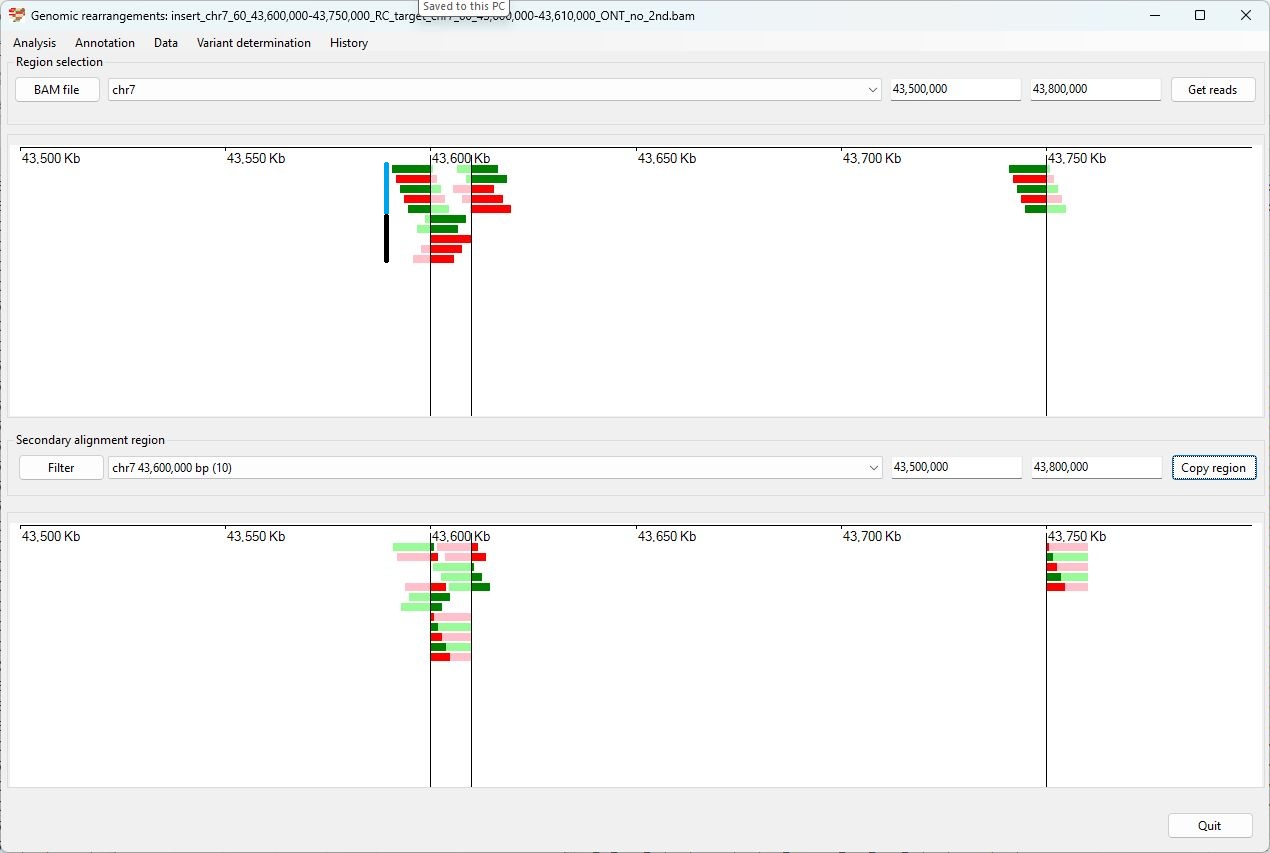 Saved to this PC
Genomic rearrangements: insert_chr7_60_43,600,000-43,750,000_RC_target_chr7_60_43,600,000-43,610,000_ONT_no_2nd.bam
Analysis Annotation Data Variant determination History
Region selection
BAM file chr7 43,500,000 43,800,000 Get reads
43,500 Kb 43,550 Kb 43,600 Kb 43,650 Kb 43,700 Kb 43,750 Kb
Secondary alignment region
Filter chr7 43,600,000 bp (10) 43,500,000 43,800,000 Copy region
43,500 Kb 43,550 Kb 43,600 Kb 43,650 Kb 43,700 Kb 43,750 Kb
Quit